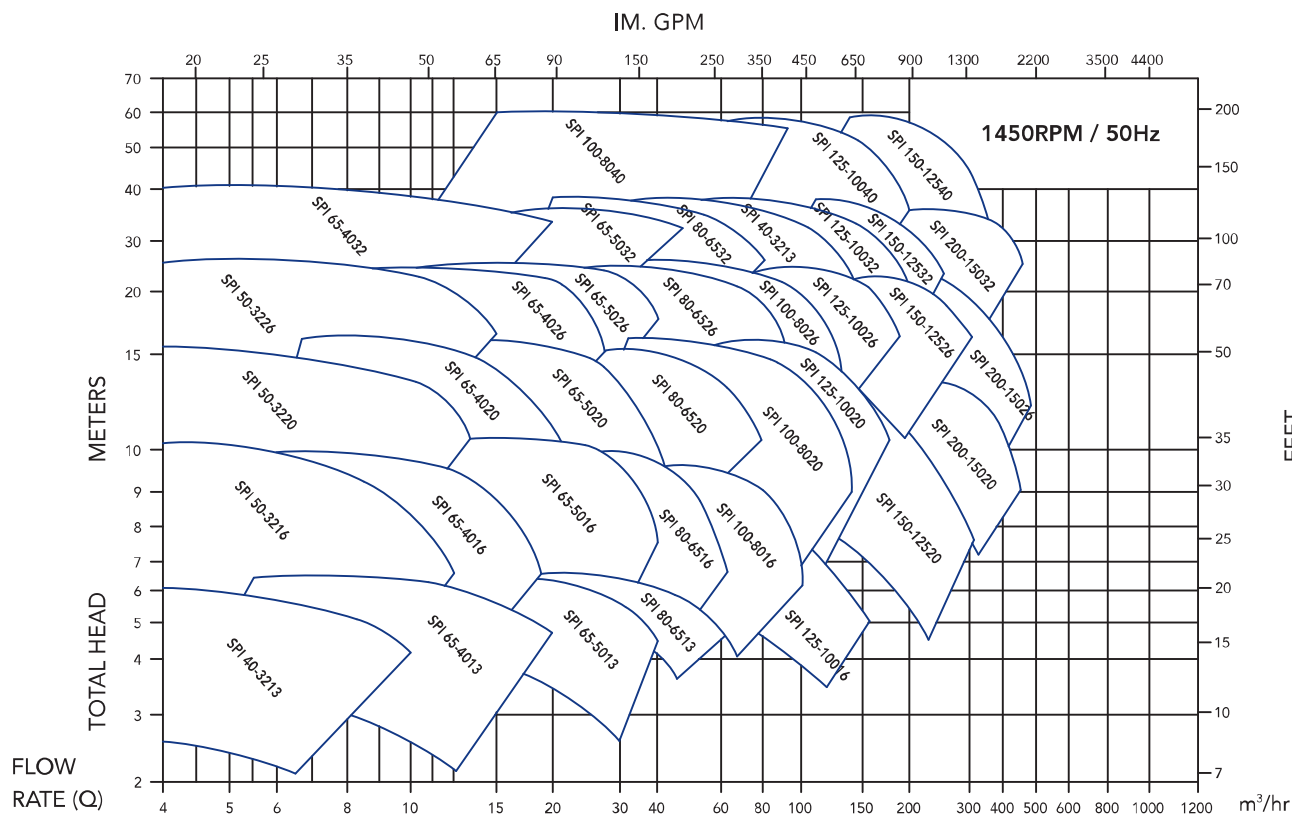 IM. GPM
20 25 35 50 65 90 150 250 350 450 650 900 1300 2200 3500 4400
70
60
50
40
30
20
15
10
9
8
7
6
5
4
3
2
200
150
100
70
50
35
30
25
20
15
10
7
1450RPM / 50Hz
SPI 100-8040
SPI 125-10040
SPI 150-12540
SPI 65-4032
SPI 65-5032
SPI 80-6532
SPI 40-3213
SPI 125-10032
SPI 150-12532
SPI 200-15032
SPI 50-3226
SPI 65-4026
SPI 65-5026
SPI 80-6526
SPI 100-8026
SPI 125-10026
SPI 150-12526
SPI 200-15026
SPI 50-3220
SPI 65-4020
SPI 65-5020
SPI 80-6520
SPI 100-8020
SPI 125-10020
SPI 200-15020
SPI 50-3216
SPI 65-4016
SPI 65-5016
SPI 80-6516
SPI 100-8016
SPI 150-12520
SPI 40-3213
SPI 65-4013
SPI 65-5013
SPI 80-6513
SPI 125-10016
TOTAL HEAD METERS
FEET
FLOW
RATE (Q)
4 5 6 8 10 15 20 30 40 60 80 100 150 200 300 400 500 600 800 1000 1200 m³/hr